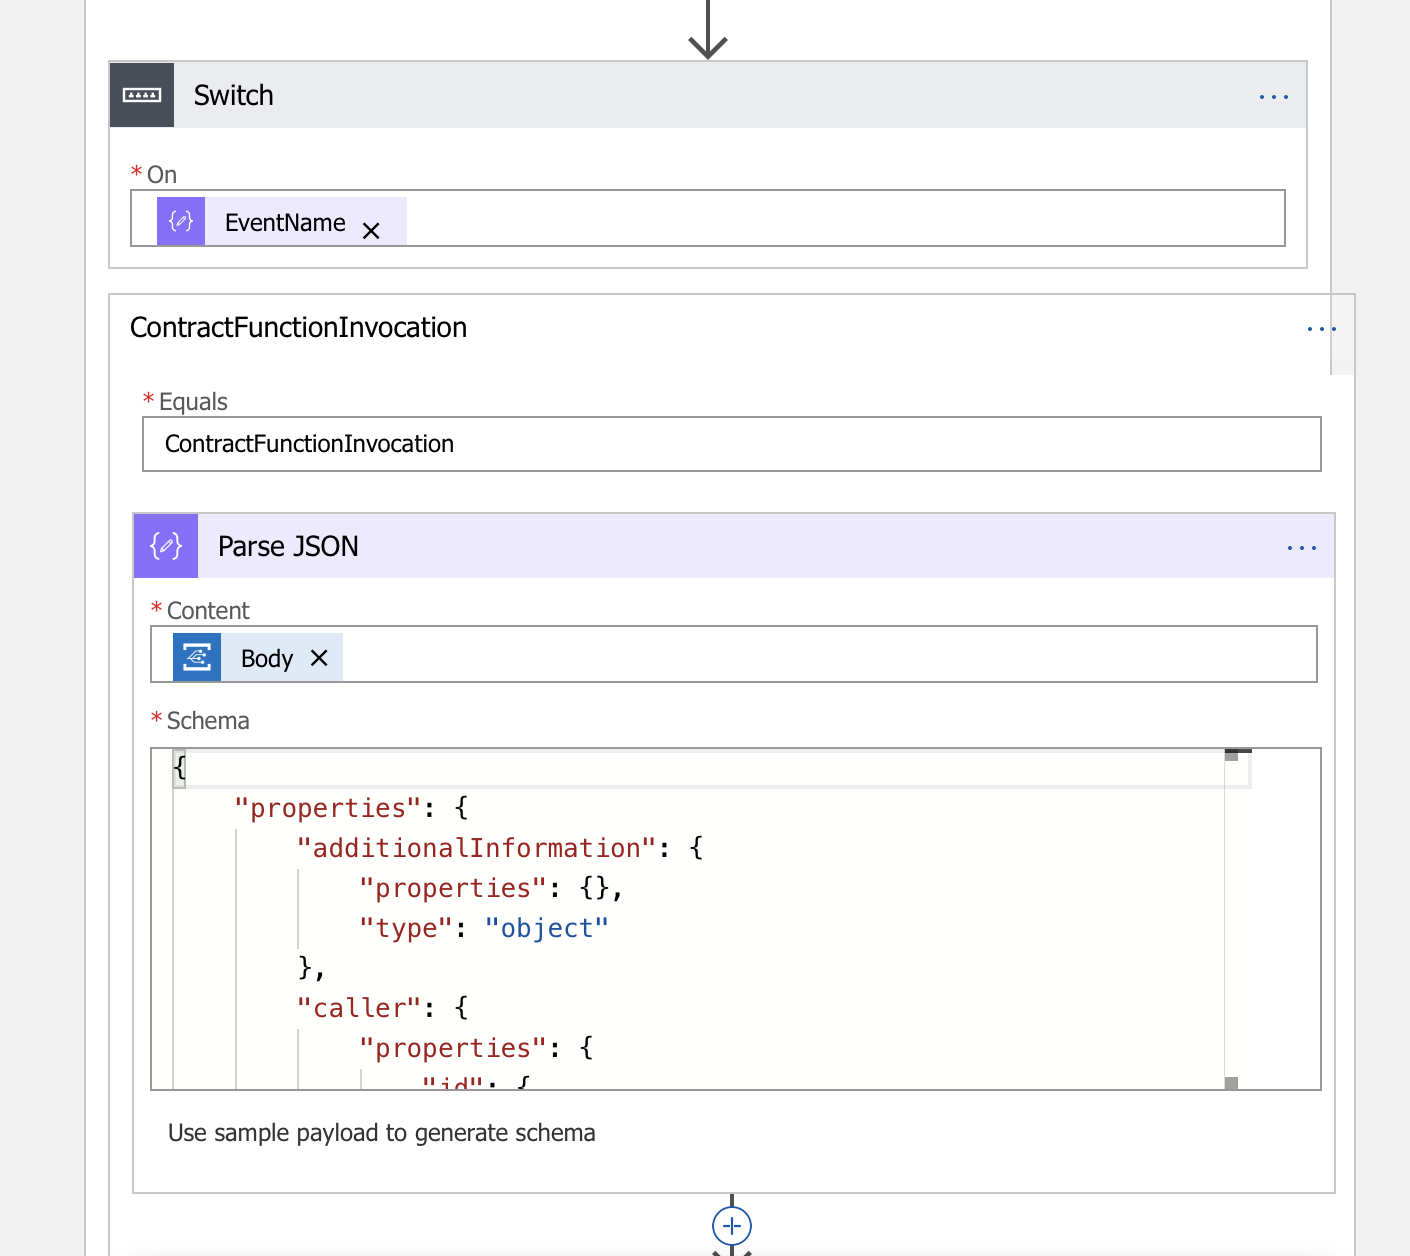 Switch
* On
EventName
ContractFunctionInvocation
* Equals
ContractFunctionInvocation
Parse JSON
* Content
Body
* Schema
{
"properties": {
"additionalInformation": {
"properties": {},
"type": "object"
},
"caller": {
"properties": {
"id": {
Use sample payload to generate schema